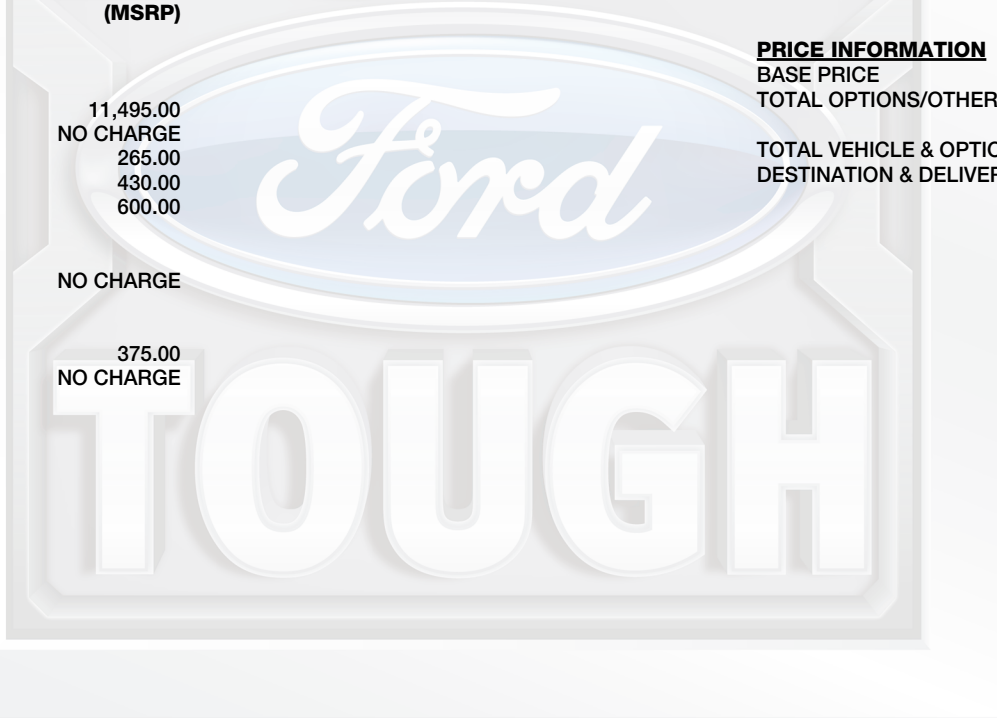 (MSRP)
11,495.00
NO CHARGE
265.00
430.00
600.00
NO CHARGE
375.00
NO CHARGE
PRICE INFORMATION
BASE PRICE
TOTAL OPTIONS/OTHER
TOTAL VEHICLE & OPTIO
DESTINATION & DELIVER
Ford
TOUGH